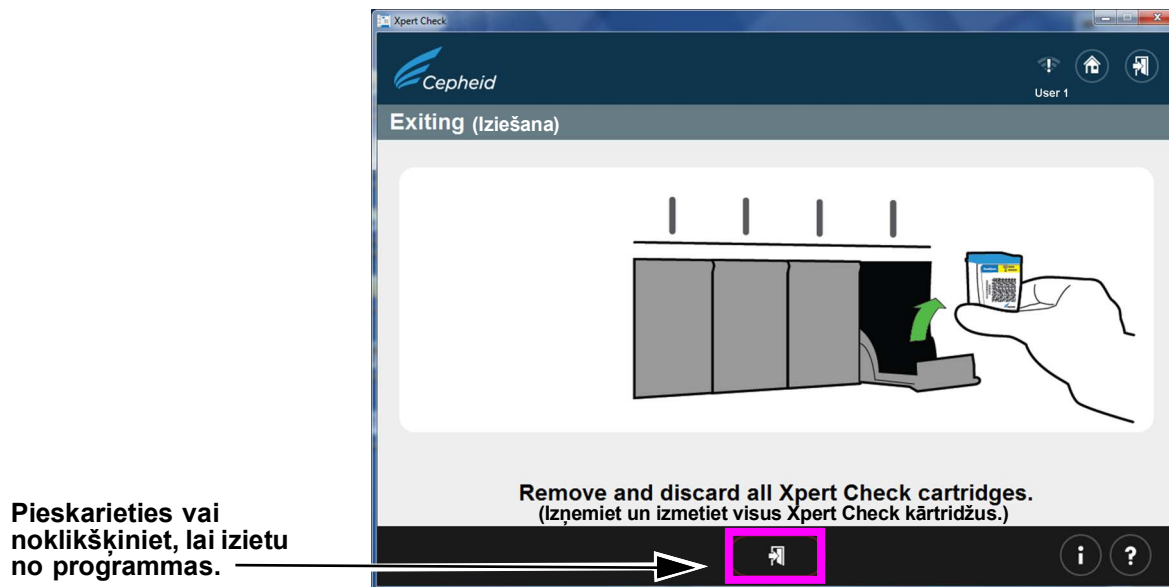 Xpert Check
Cepheid
User 1
Exiting (Iziešana)
Remove and discard all Xpert Check cartridges.
(Izņemiet un izmetiet visus Xpert Check kārtridžus.)
Pieskarieties vai
noklikšķiniet, lai izietu
no programmas.
i ?